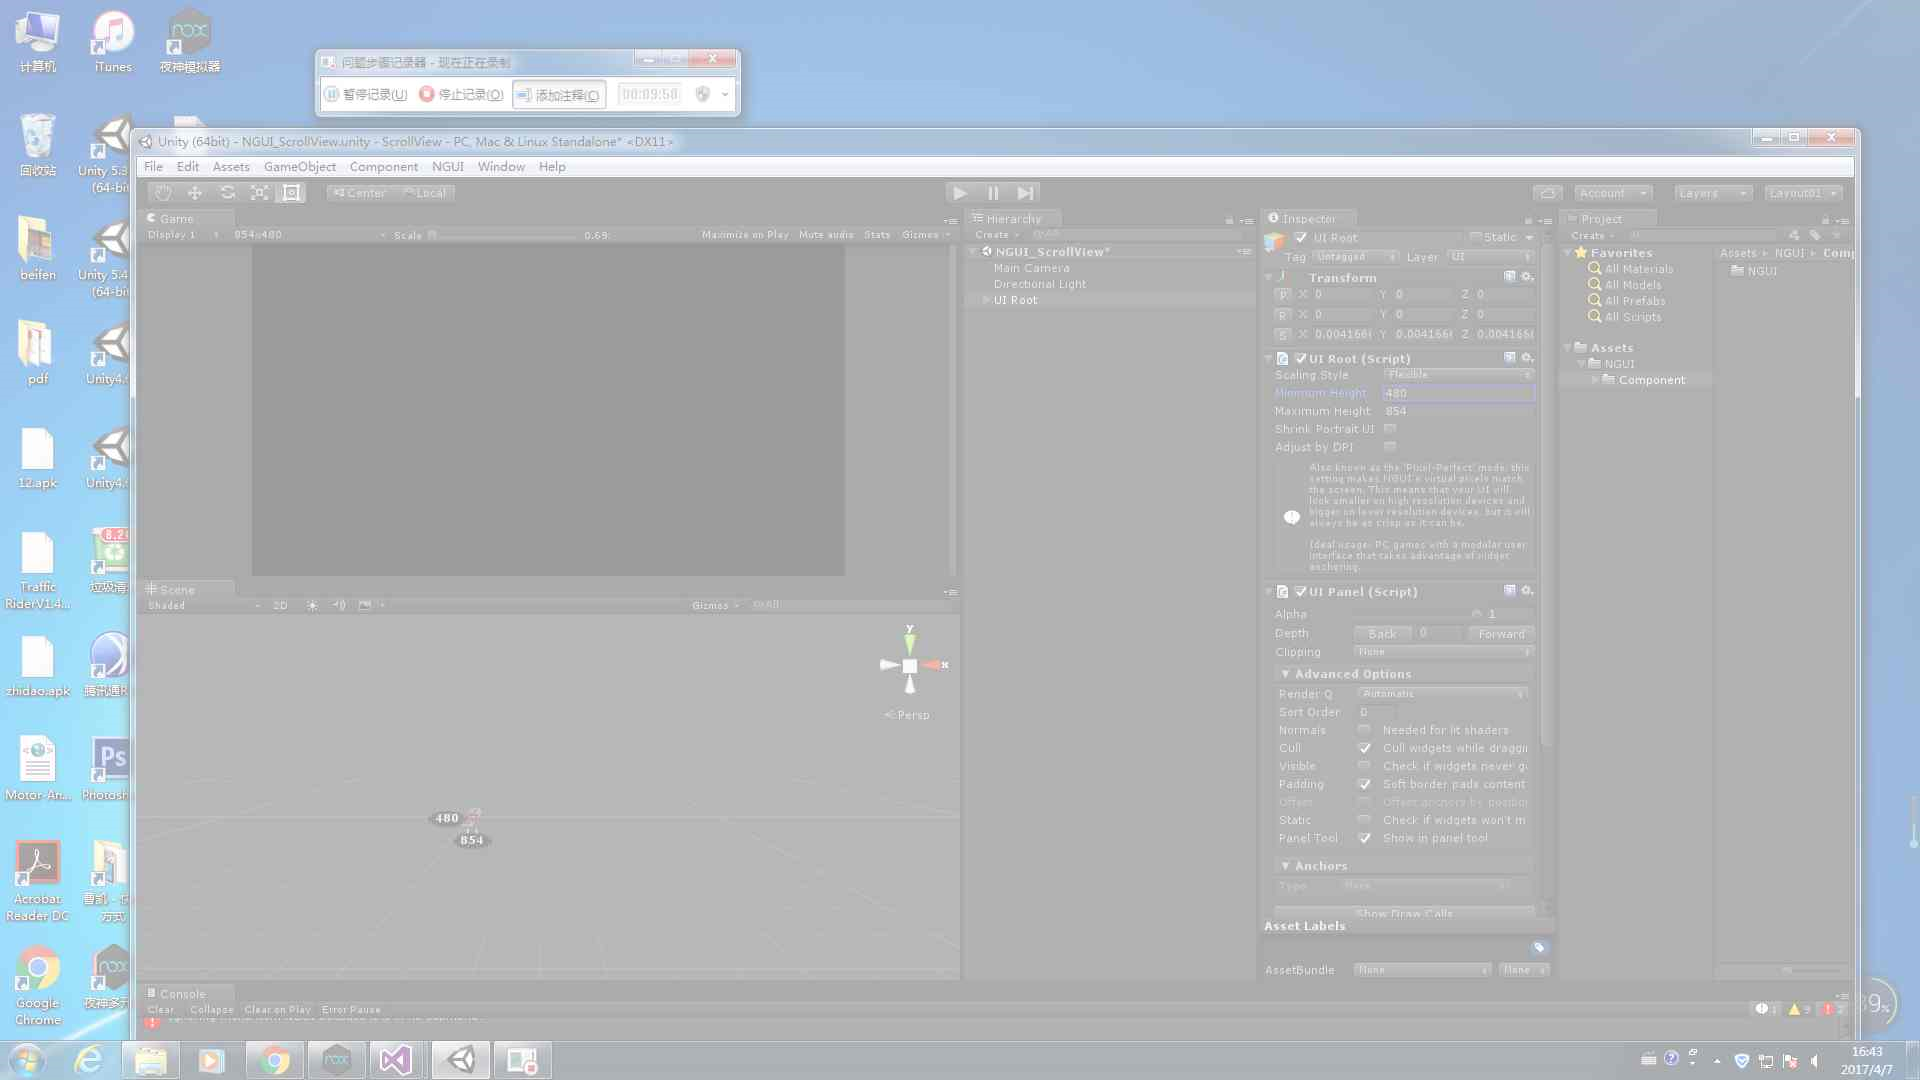 计算机
iTunes
夜神模拟器
问题步骤记录器 - 现在正在录制
暂停记录(U)
停止记录(O)
添加注释(C)
00:09:50
回收站
beifen
pdf
Unity4.
12.apk
Unity4.
Traffic
RiderV1.4...
zhidao.apk
Motor-An...
Photosh
Acrobat
Reader DC
方式
Google
Chrome
夜神多开
Unity 5.3
(64-bit
Unity 5.4
(64-bit
8.24
Unity (64bit) - NGUI_ScrollView.unity - ScrollView - PC, Mac & Linux Standalone* <DX11>
File Edit Assets GameObject Component NGUI Window Help
Center Local
Account Layers Layout01
Game
Display 1 854x480 Scale 0.69: Maximize on Play Mute audio Stats Gizmos
Scene
Shaded 2D Gizmos All
y
x
Persp
480
854
Hierarchy
Create All
NGUI_ScrollView*
Main Camera
Directional Light
UI Root
Inspector
UI Root Static
Tag Untagged Layer UI
Transform
P X 0 Y 0 Z 0
R X 0 Y 0 Z 0
S X 0.004166( Y 0.004166( Z 0.004166(
UI Root (Script)
Scaling Style Flexible
Minimum Height 480
Maximum Height 854
Shrink Portrait UI
Adjust by DPI
Also known as the 'Pixel-Perfect' mode, this
setting makes NGUI's virtual pixels match
the screen. This means that your UI will
look smaller on high resolution devices and
bigger on lower resolution devices, but it will
always be as crisp as it can be.
Ideal usage: PC games with a modular user
interface that takes advantage of widget
anchoring.
UI Panel (Script)
Alpha 1
Depth Back 0 Forward
Clipping None
Advanced Options
Render Q Automatic
Sort Order 0
Normals Needed for lit shaders
Cull Cull widgets while draggin
Visible Check if widgets never g
Padding Soft border pads content
Offset Offset anchors by position
Static Check if widgets won't m
Panel Tool Show in panel tool
Anchors
Type None
Show Draw Calls
Asset Labels
AssetBundle None None
Project
Create
Favorites
All Materials
All Models
All Prefabs
All Scripts
Assets
NGUI
Component
Assets NGUI Comp
NGUI
Console
Clear Collapse Clear on Play Error Pause
1 9 2
16:43
2017/4/7